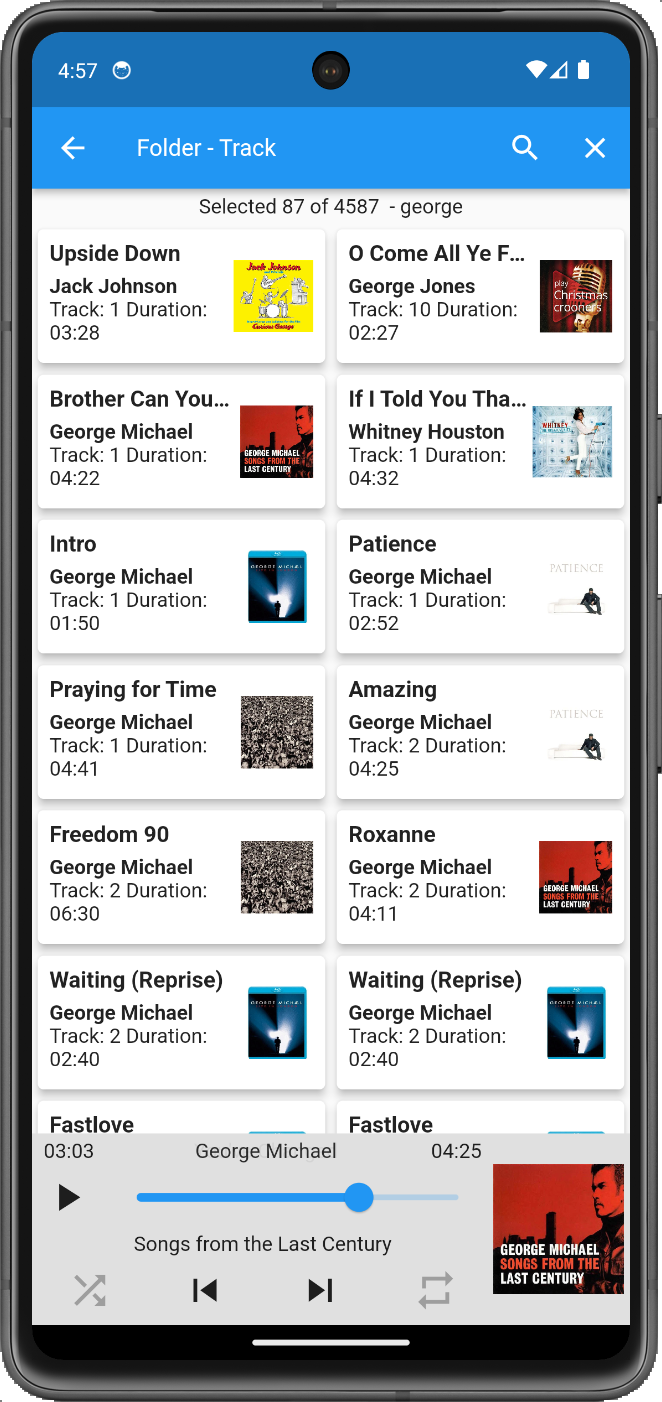 4:57
Folder - Track
Selected 87 of 4587 - george
Upside Down
Jack Johnson
Track: 1 Duration:
03:28
Jack Johnson
Curious George
O Come All Ye F...
George Jones
Track: 10 Duration:
02:27
play
Christmas
crooners
Brother Can You...
George Michael
Track: 1 Duration:
04:22
GEORGE MICHAEL
SONGS FROM THE
LAST CENTURY
If I Told You Tha...
Whitney Houston
Track: 1 Duration:
04:32
WHITNEY
Intro
George Michael
Track: 1 Duration:
01:50
GEORGE MICHAEL
Patience
George Michael
Track: 1 Duration:
02:52
PATIENCE
Praying for Time
George Michael
Track: 1 Duration:
04:41
Amazing
George Michael
Track: 2 Duration:
04:25
PATIENCE
Freedom 90
George Michael
Track: 2 Duration:
06:30
Roxanne
George Michael
Track: 2 Duration:
04:11
GEORGE MICHAEL
SONGS FROM THE
LAST CENTURY
Waiting (Reprise)
George Michael
Track: 2 Duration:
02:40
GEORGE MICHAEL
Waiting (Reprise)
George Michael
Track: 2 Duration:
02:40
GEORGE MICHAEL
Fastlove
Fastlove
03:03
George Michael
04:25
Songs from the Last Century
GEORGE MICHAEL
SONGS FROM THE
LAST CENTURY